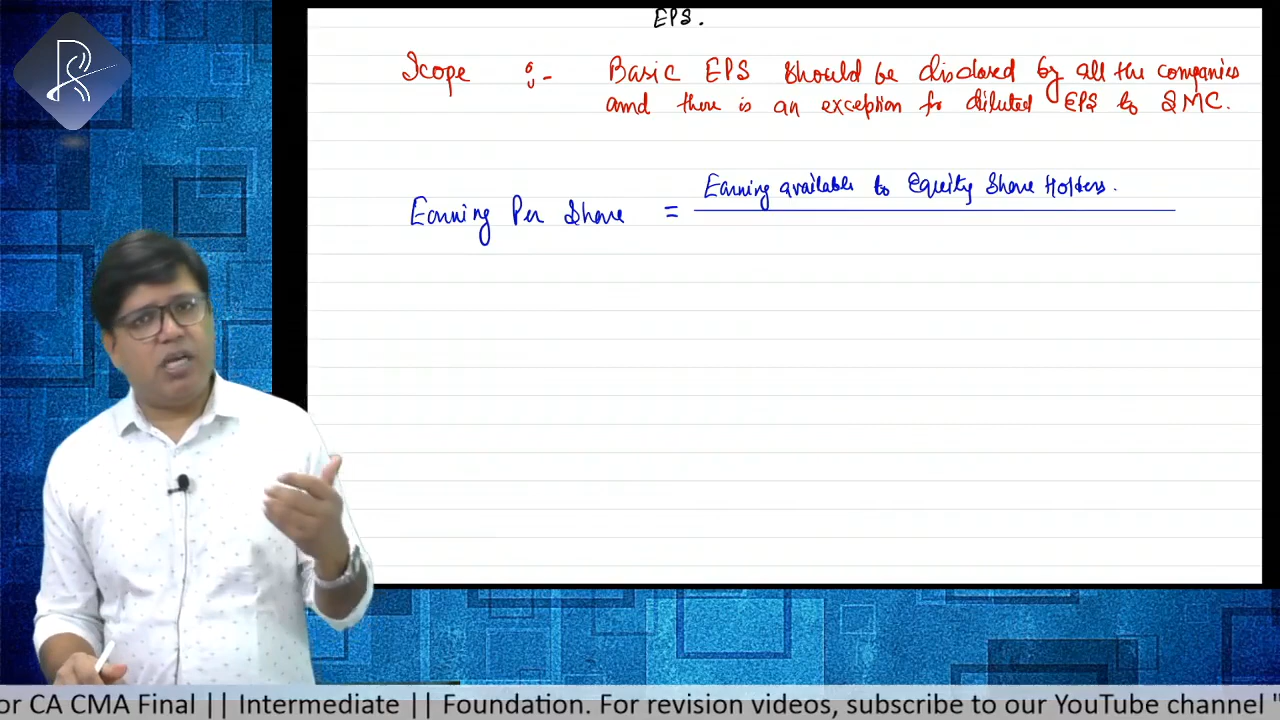 EPS.
Scope :- Basic EPS should be disclosed by all the companies
and there is an exception for diluted EPS to SMC.
Earning available to Equity Share Holders.
Earning Per Share =
or CA CMA Final || Intermediate || Foundation. For revision videos, subscribe to our YouTube channel "